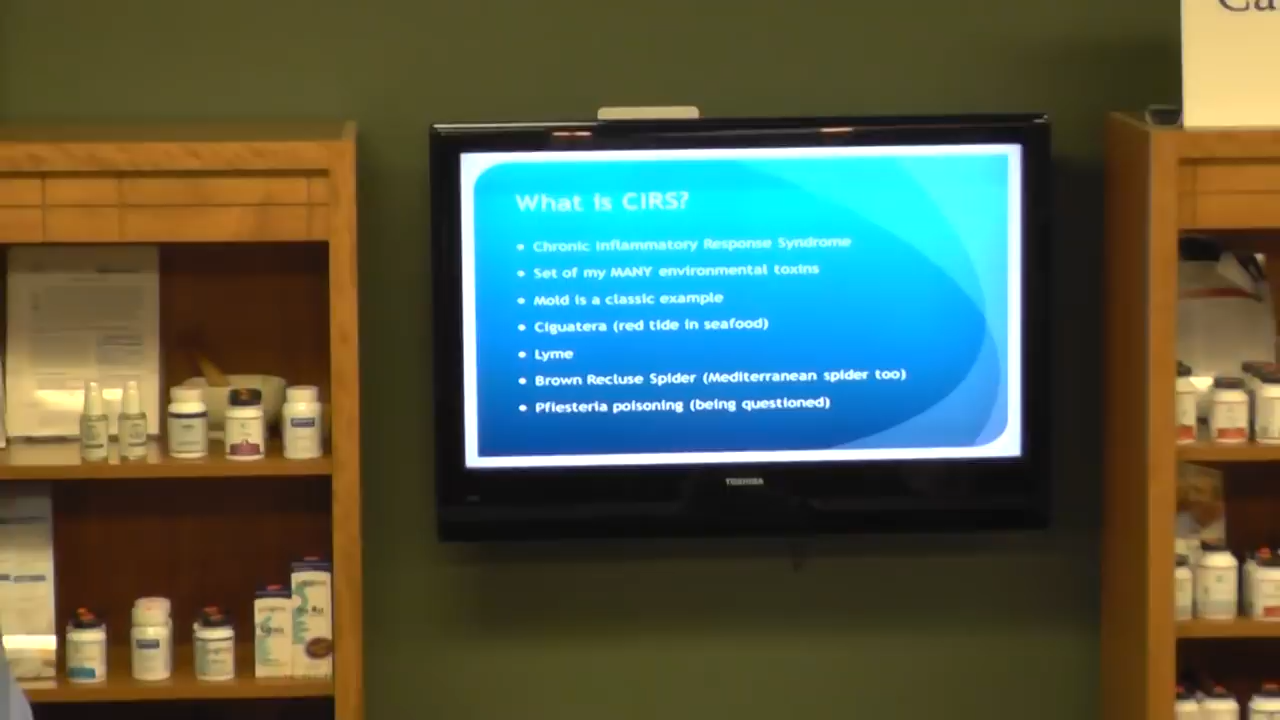 Ca
What is CIRS?
• Chronic Inflammatory Response Syndrome
• Set of my MANY environmental toxins
• Mold is a classic example
• Ciguatera (red tide in seafood)
• Lyme
• Brown Recluse Spider (Mediterranean spider too)
• Pfiesteria poisoning (being questioned)
TOSHIBA